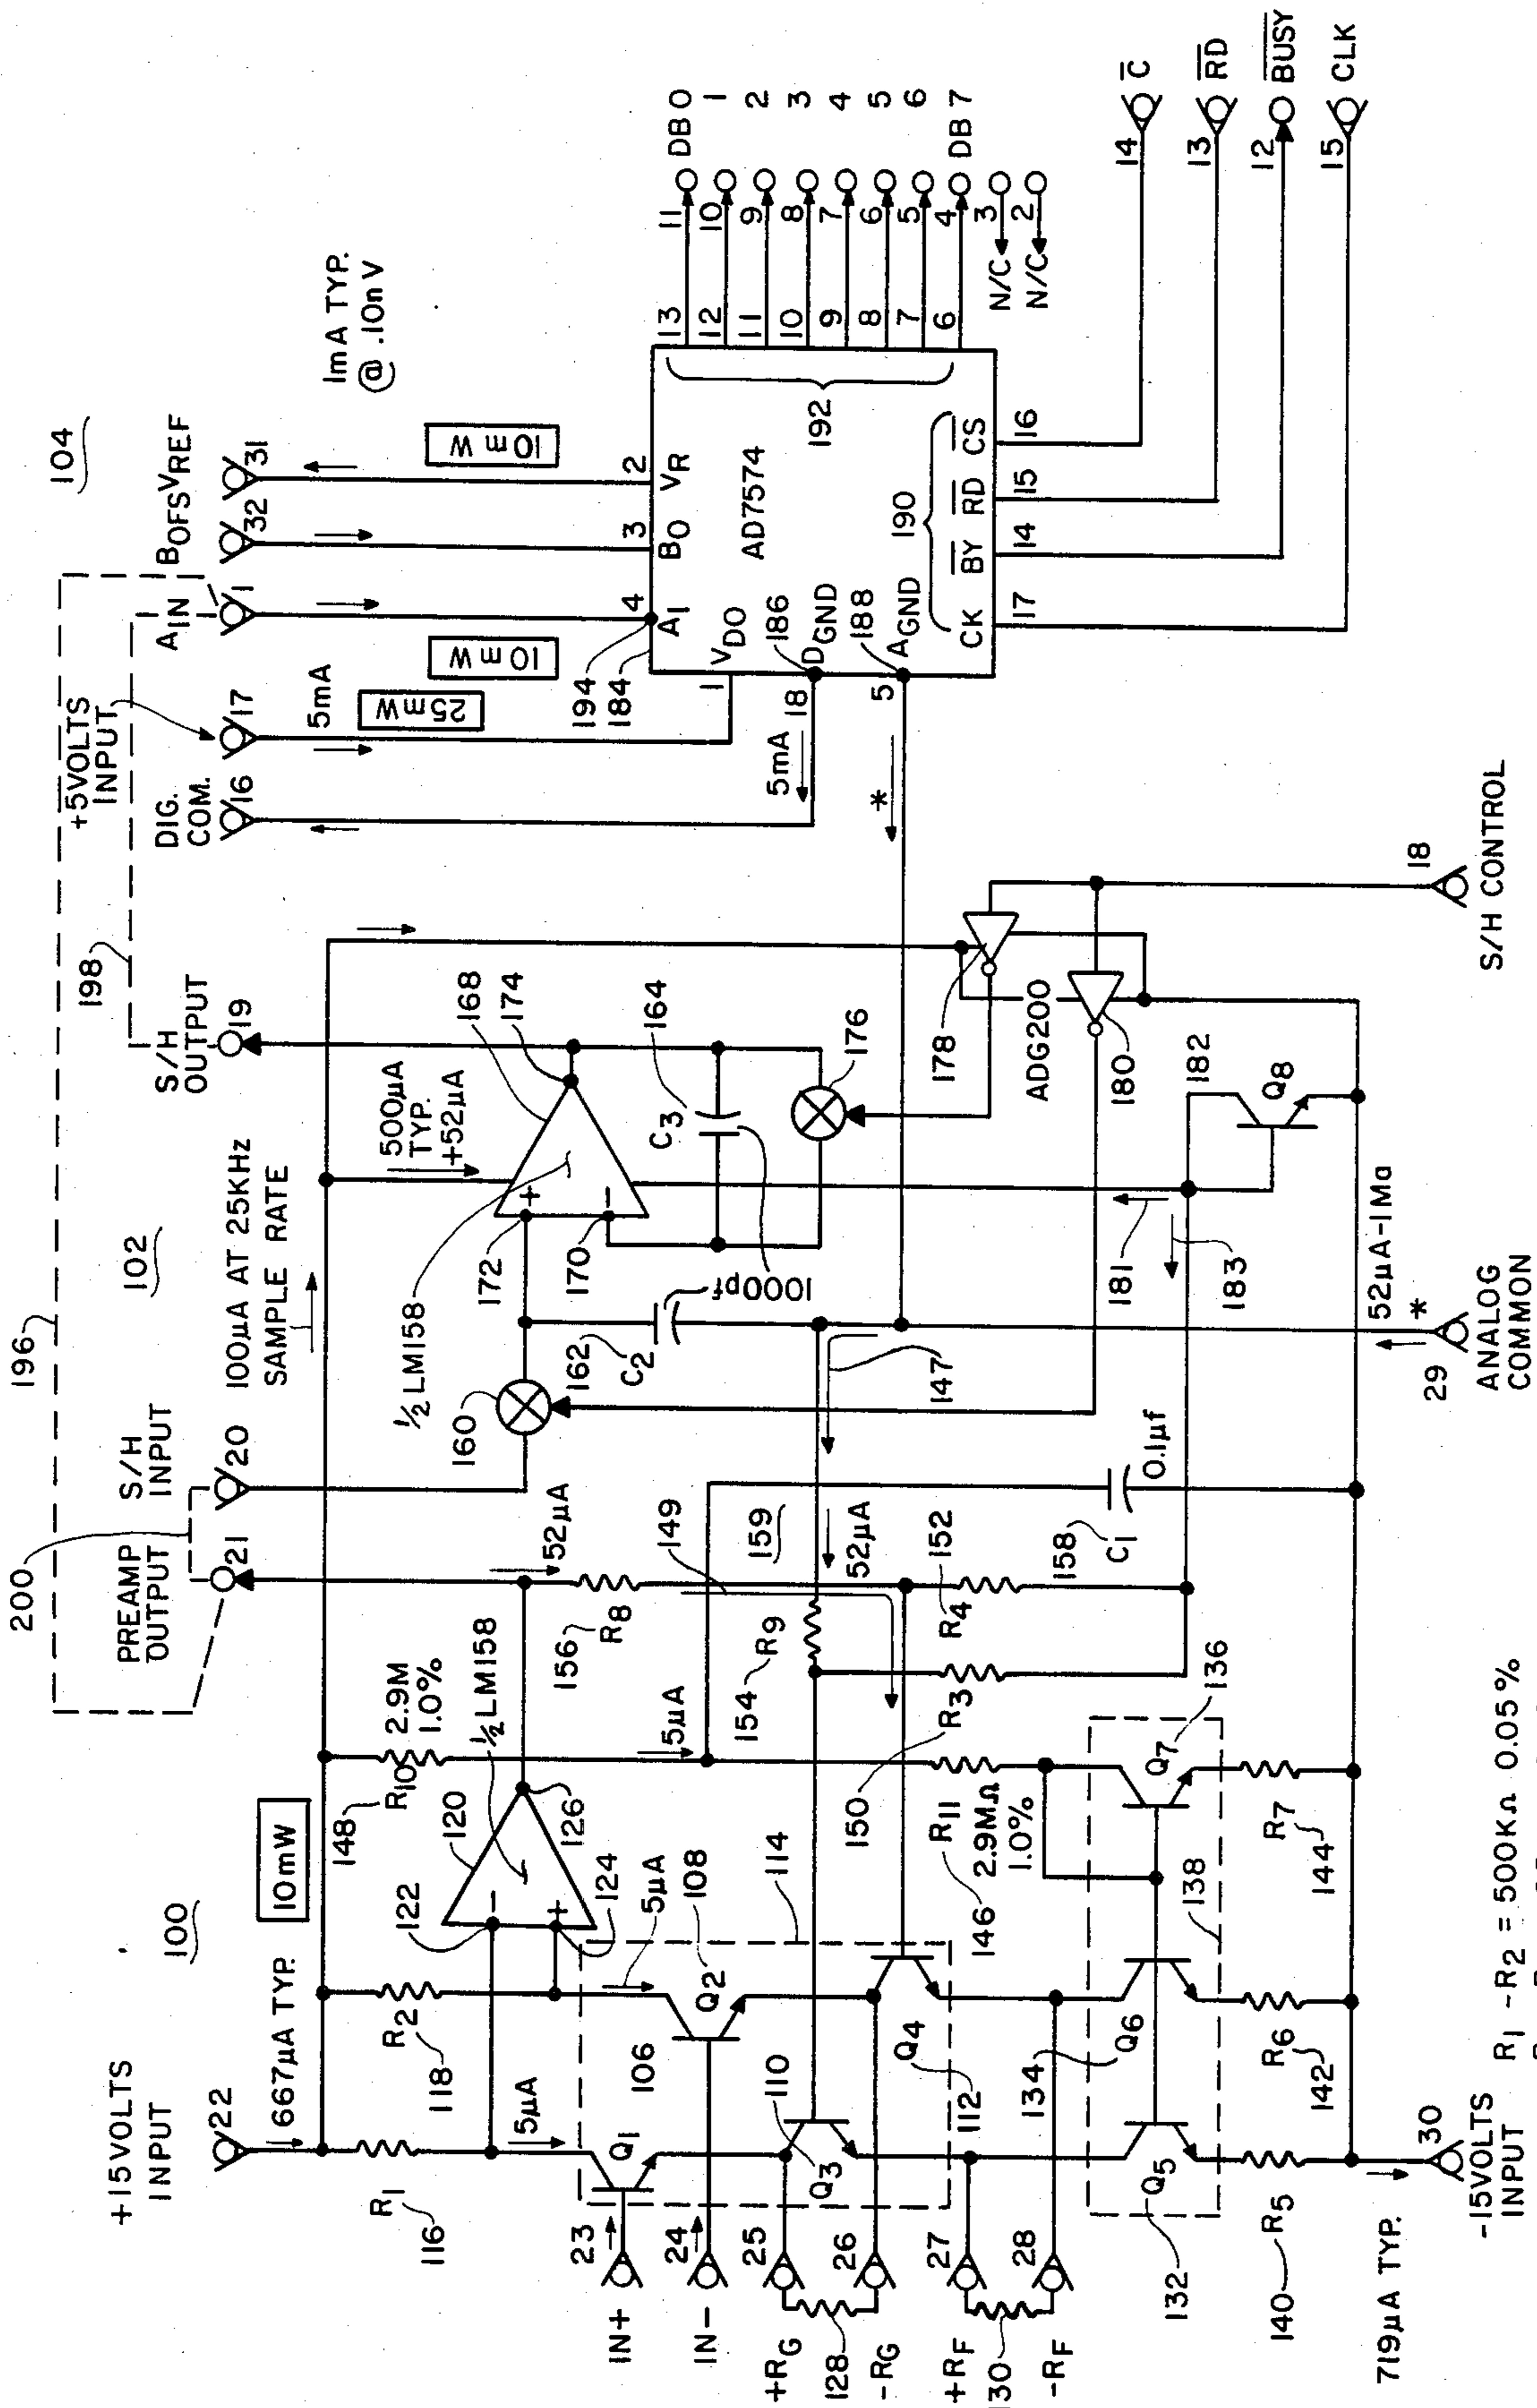 196
200
198
102
104
100
PREAMP
OUTPUT
21
S/H
INPUT
20
100μA AT 25KHz
SAMPLE RATE
S/H
OUTPUT
19
DIG.
COM.
16
+5VOLTS
INPUT
17
5mA
25mW
AIN
1
10mW
BOFS
32
VREF
31
10mW
1mA TYP.
@ .10nV
+15VOLTS
INPUT
22
667μA TYP.
10mW
R1
116
R2
118
5μA
122
124
120
126
1/2 LM158
148
R10
2.9M
1.0%
5μA
52μA
156
R8
149
154
R9
159
52μA
152
R4
150
R3
147
160
162
C2
1000pf
1/2 LM158
172
170
500μA
TYP.
+52μA
168
174
C3
164
176
178
ADG200
180
182
Q8
181
183
158
C1
0.1μf
IN+
23
IN-
24
Q1
106
Q2
108
5μA
114
+RG
25
128
-RG
26
110
Q3
Q4
112
+RF
27
130
-RF
28
R11
146
2.9MΩ
1.0%
134
Q6
Q5
132
Q7
136
138
140
R5
R6
142
R7
144
719μA TYP.
-15VOLTS
INPUT
30
52μA-1Ma
*
29
ANALOG
COMMON
18
S/H CONTROL
194
184
4
AI
3
BO
2
VR
1
VDO
AD7574
186
18
DGND
5mA
188
5
AGND
*
190
CK
BY
RD
CS
17
14
15
16
192
13
11
DB 0
12
10
1
11
9
2
10
8
3
9
7
4
8
6
5
7
5
6
6
4
DB 7
N/C
3
N/C
2
14
C
13
RD
12
BUSY
15
CLK
R1 -R2 = 500KΩ 0.05%